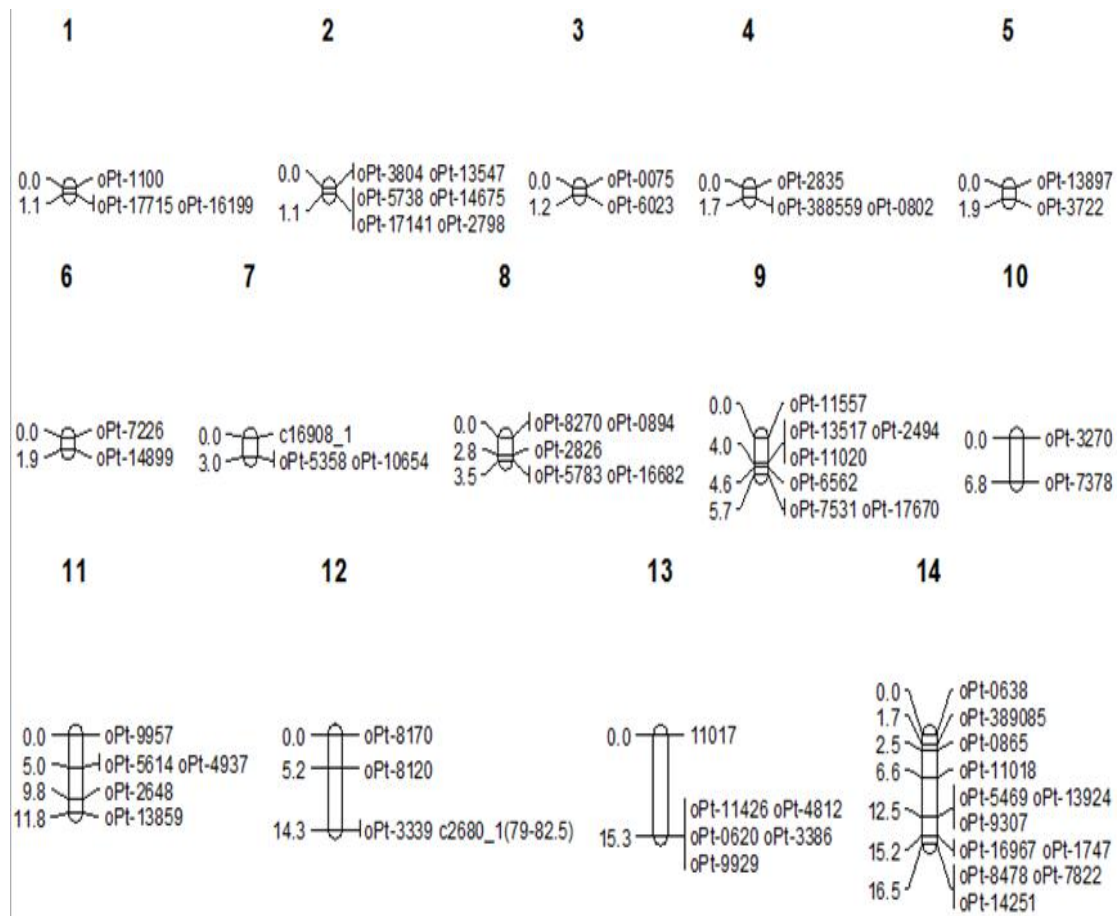 1 2 3 4 5
0.0 oPt-1100
1.1 oPt-17715 oPt-16199
0.0 oPt-3804 oPt-13547
oPt-5738 oPt-14675
1.1 oPt-17141 oPt-2798
0.0 oPt-0075
1.2 oPt-6023
0.0 oPt-2835
1.7 oPt-388559 oPt-0802
0.0 oPt-13897
1.9 oPt-3722
6 7 8 9 10
0.0 oPt-7226
1.9 oPt-14899
0.0 c16908_1
3.0 oPt-5358 oPt-10654
0.0 oPt-8270 oPt-0894
2.8 oPt-2826
3.5 oPt-5783 oPt-16682
0.0 oPt-11557
oPt-13517 oPt-2494
4.0 oPt-11020
4.6 oPt-6562
5.7 oPt-7531 oPt-17670
0.0 oPt-3270
6.8 oPt-7378
11 12 13 14
0.0 oPt-9957
5.0 oPt-5614 oPt-4937
9.8 oPt-2648
11.8 oPt-13859
0.0 oPt-8170
5.2 oPt-8120
14.3 oPt-3339 c2680_1(79-82.5)
0.0 11017
oPt-11426 oPt-4812
15.3 oPt-0620 oPt-3386
oPt-9929
0.0 oPt-0638
1.7 oPt-389085
2.5 oPt-0865
6.6 oPt-11018
oPt-5469 oPt-13924
12.5 oPt-9307
15.2 oPt-16967 oPt-1747
oPt-8478 oPt-7822
16.5 oPt-14251